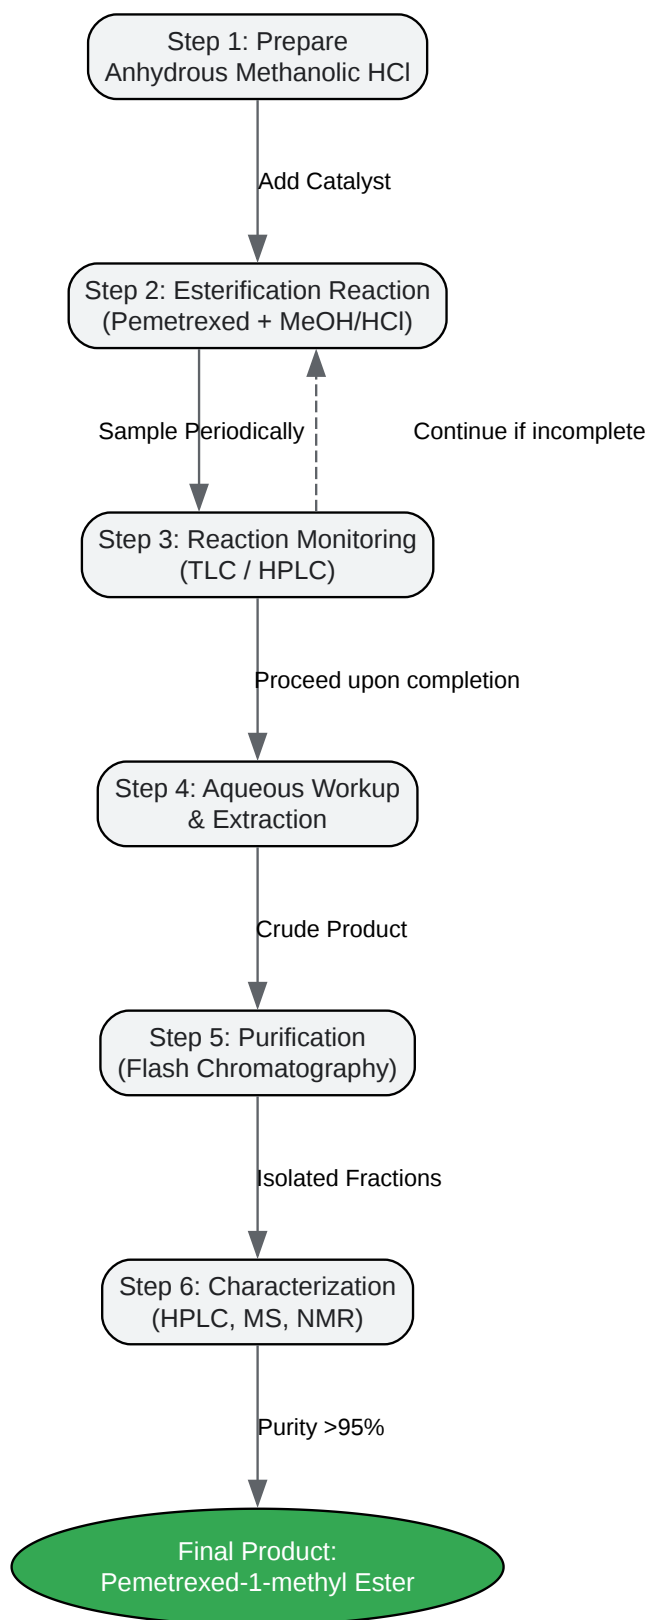 Step 1: Prepare
Anhydrous Methanolic HCl
Add Catalyst
Step 2: Esterification Reaction
(Pemetrexed + MeOH/HCl)
Sample Periodically
Continue if incomplete
Step 3: Reaction Monitoring
(TLC / HPLC)
Proceed upon completion
Step 4: Aqueous Workup
& Extraction
Crude Product
Step 5: Purification
(Flash Chromatography)
Isolated Fractions
Step 6: Characterization
(HPLC, MS, NMR)
Purity >95%
Final Product:
Pemetrexed-1-methyl Ester